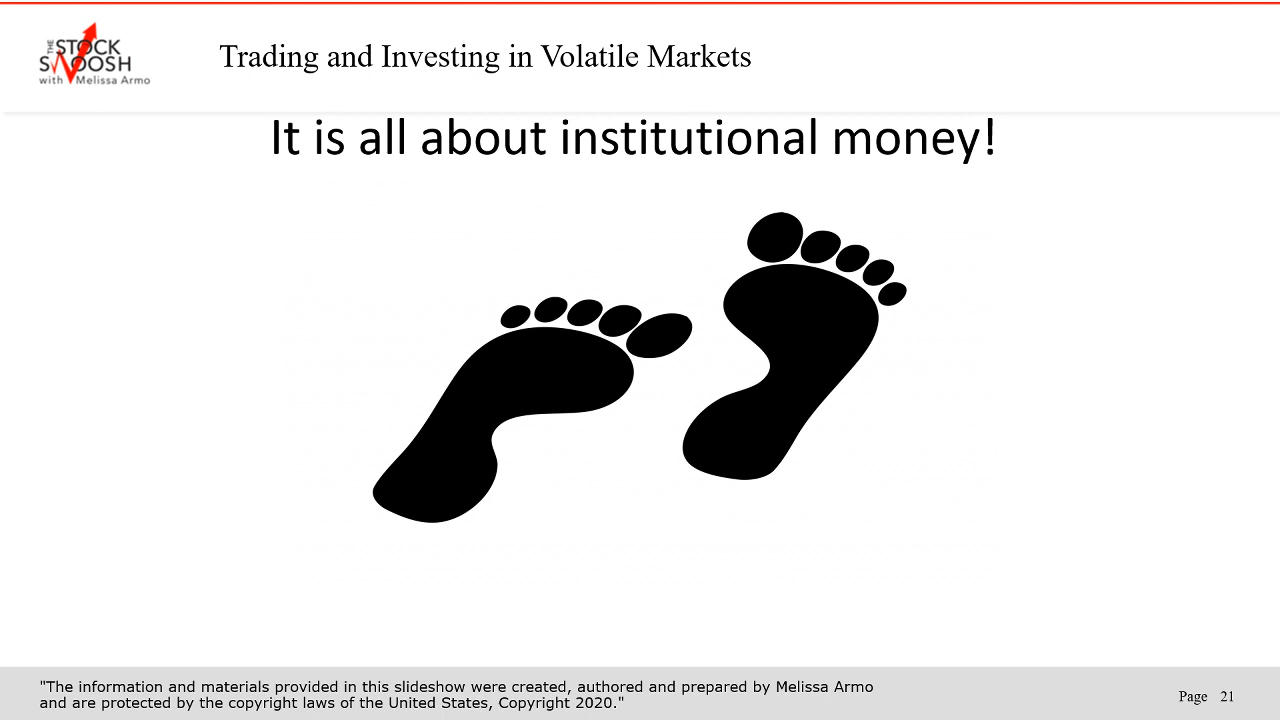 THE STOCK
SWOOSH
with Melissa Armo
Trading and Investing in Volatile Markets
It is all about institutional money!
"The information and materials provided in this slideshow were created, authored and prepared by Melissa Armo
and are protected by the copyright laws of the United States, Copyright 2020."
Page 21